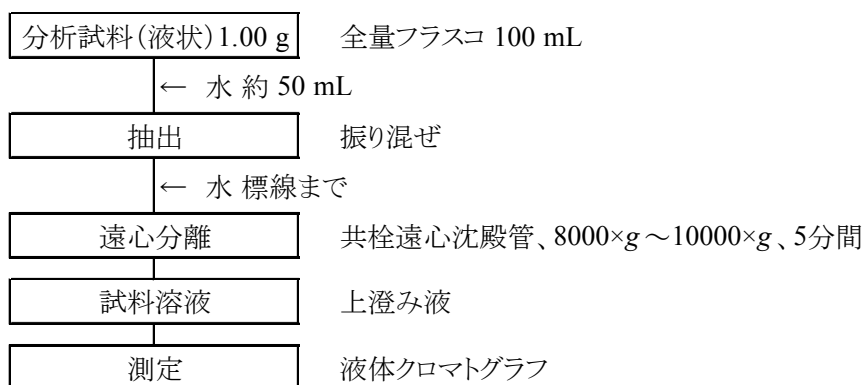 分析試料(液状)1.00 g 全量フラスコ 100 mL
← 水 約 50 mL
抽出 振り混ぜ
← 水 標線まで
遠心分離 共栓遠心沈殿管、8000×g～10000×g、5分間
試料溶液 上澄み液
測定 液体クロマトグラフ